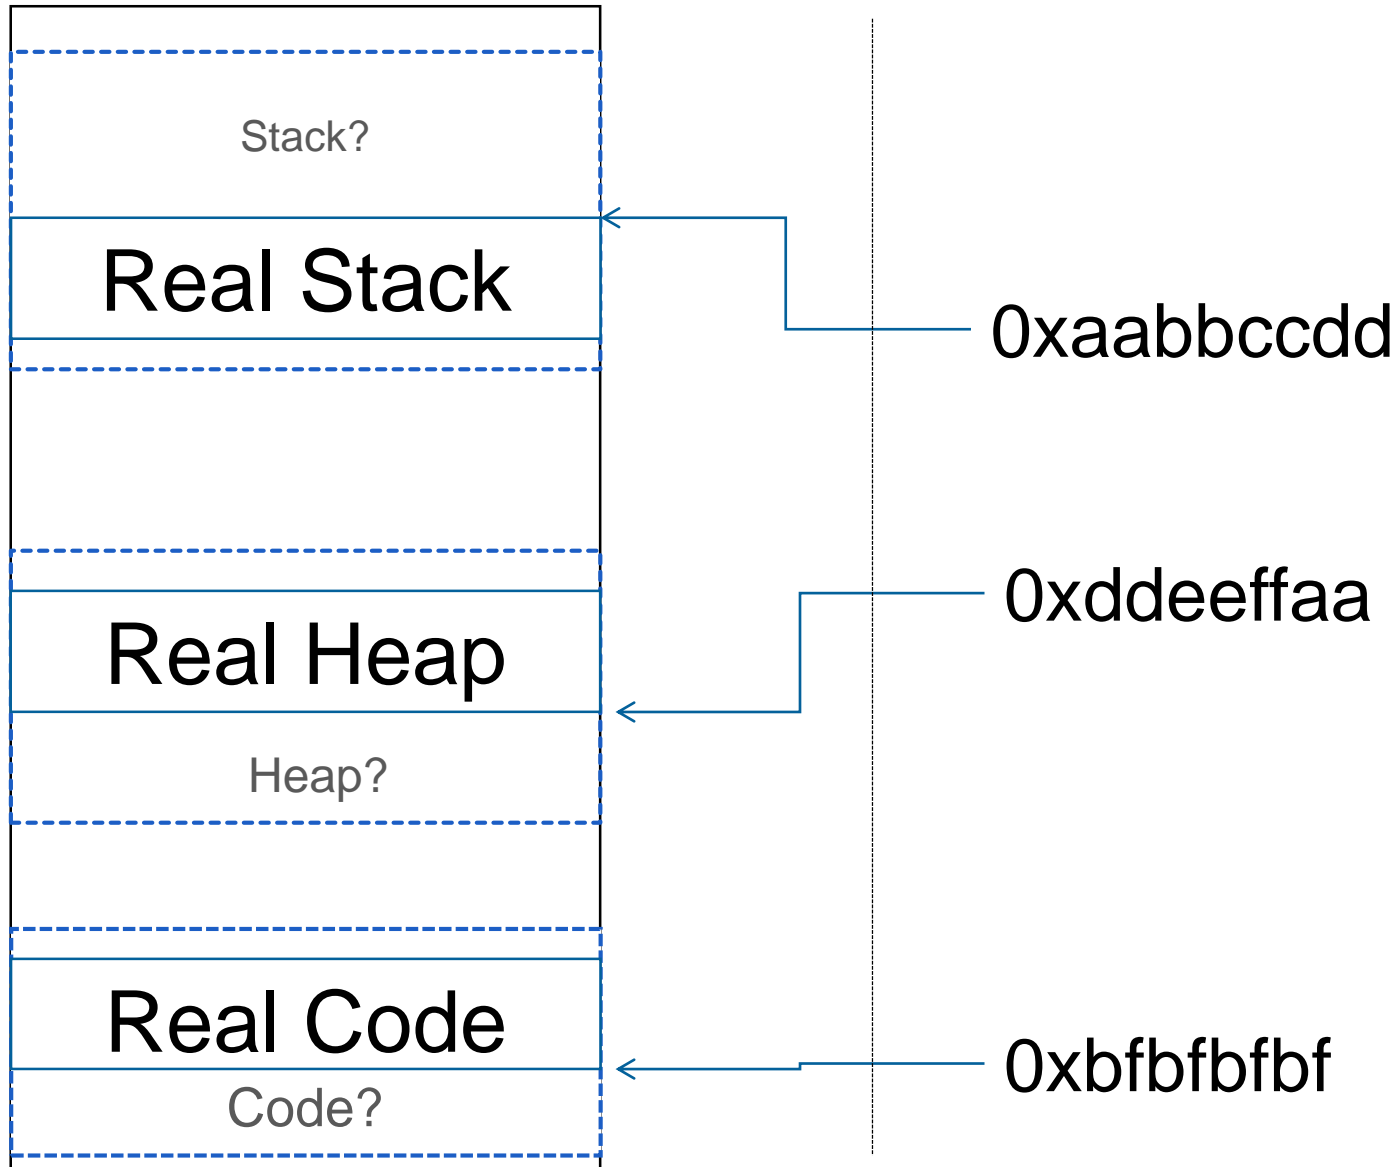 Stack?
Real Stack
0xaabbccdd
0xddeeffaa
Real Heap
Heap?
Real Code
0xbfbfbfbf
Code?